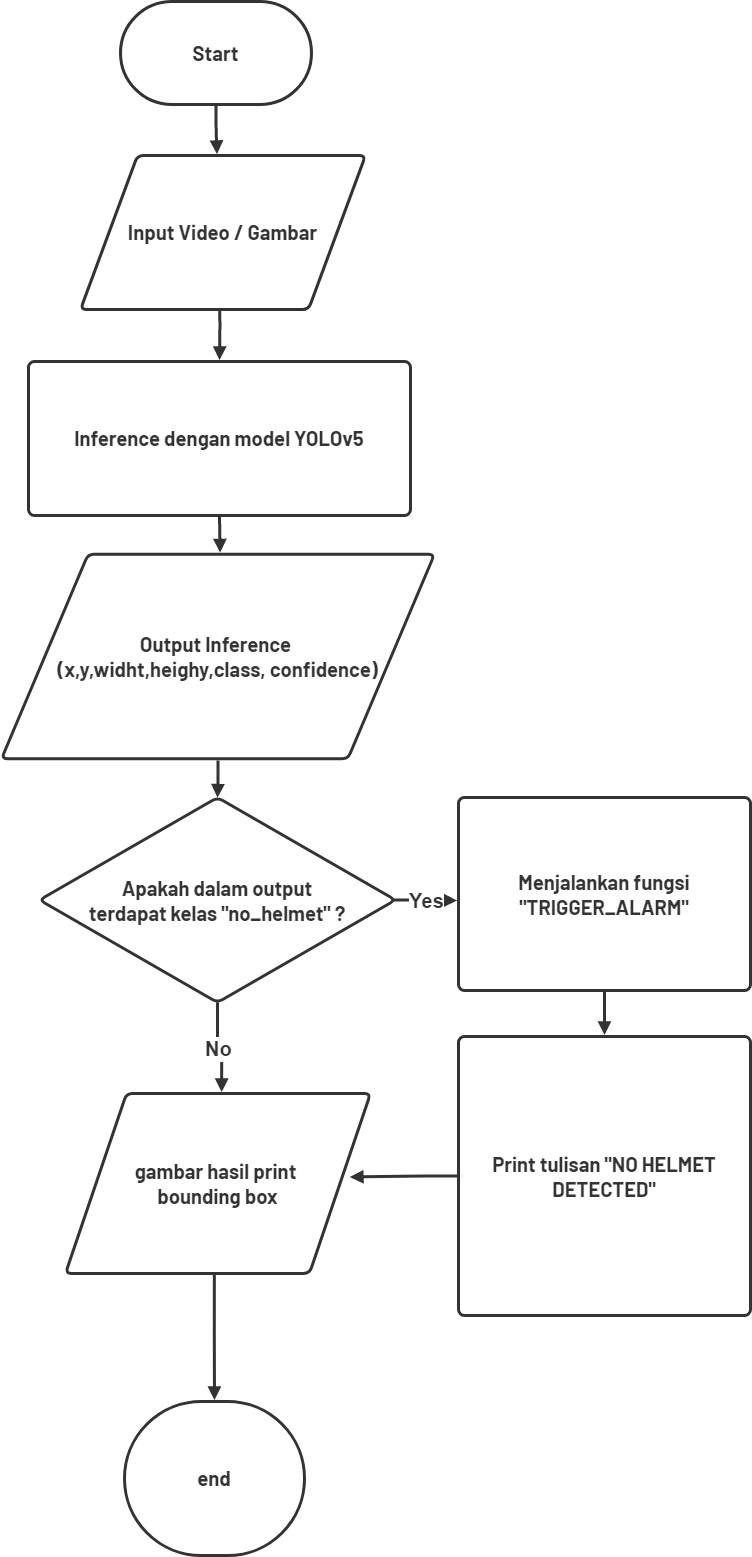 Start
Input Video / Gambar
Inference dengan model YOLOv5
Output Inference
(x,y,widht,heighy,class, confidence)
Apakah dalam output
terdapat kelas "no_helmet" ?
Yes
Menjalankan fungsi
"TRIGGER_ALARM"
No
Print tulisan "NO HELMET
DETECTED"
gambar hasil print
bounding box
end